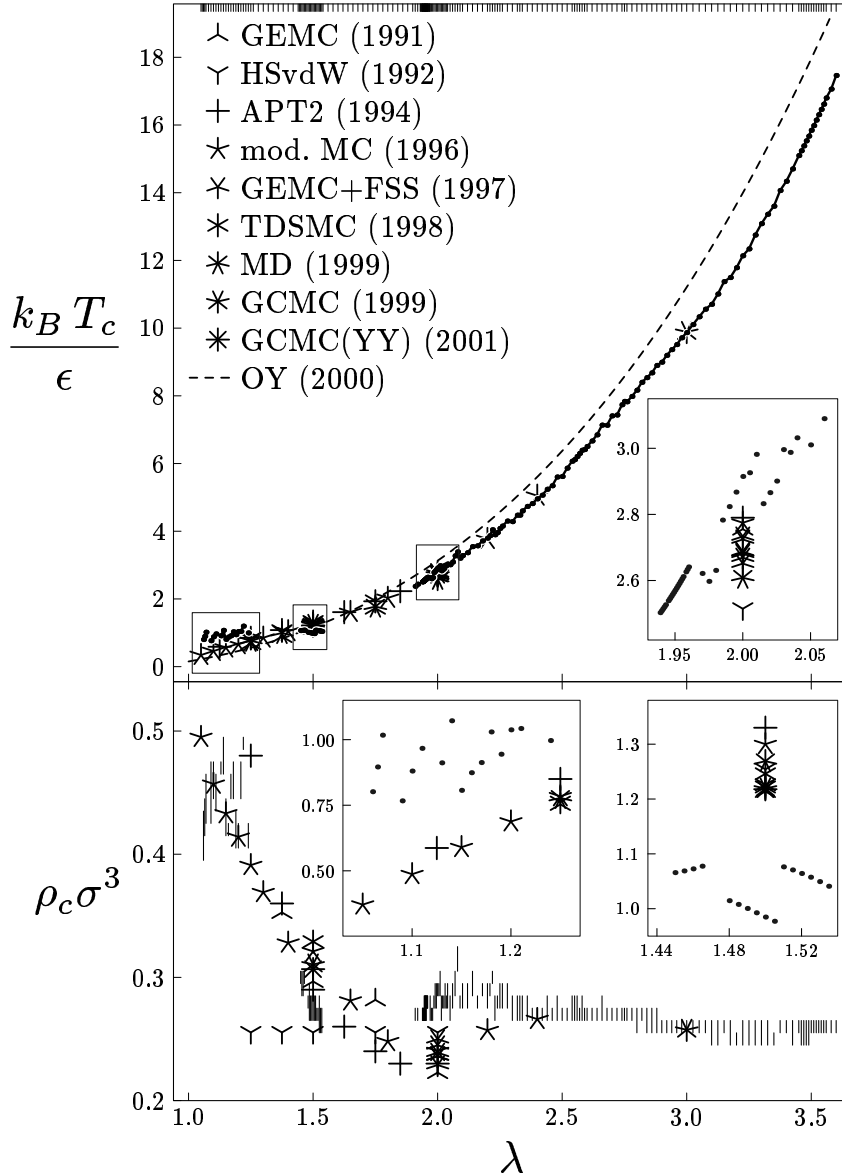 18
16
14
12
10
8
6
4
2
0
k_B T_c
ϵ
GEMC (1991)
HSvdW (1992)
APT2 (1994)
mod. MC (1996)
GEMC+FSS (1997)
TDSMC (1998)
MD (1999)
GCMC (1999)
GCMC(YY) (2001)
OY (2000)
3.0
2.8
2.6
1.95 2.00 2.05
0.5
0.4
0.3
0.2
ρ_c σ³
1.00
0.75
0.50
1.1 1.2
1.3
1.2
1.1
1.0
1.44 1.48 1.52
1.0 1.5 2.0 2.5 3.0 3.5
λ